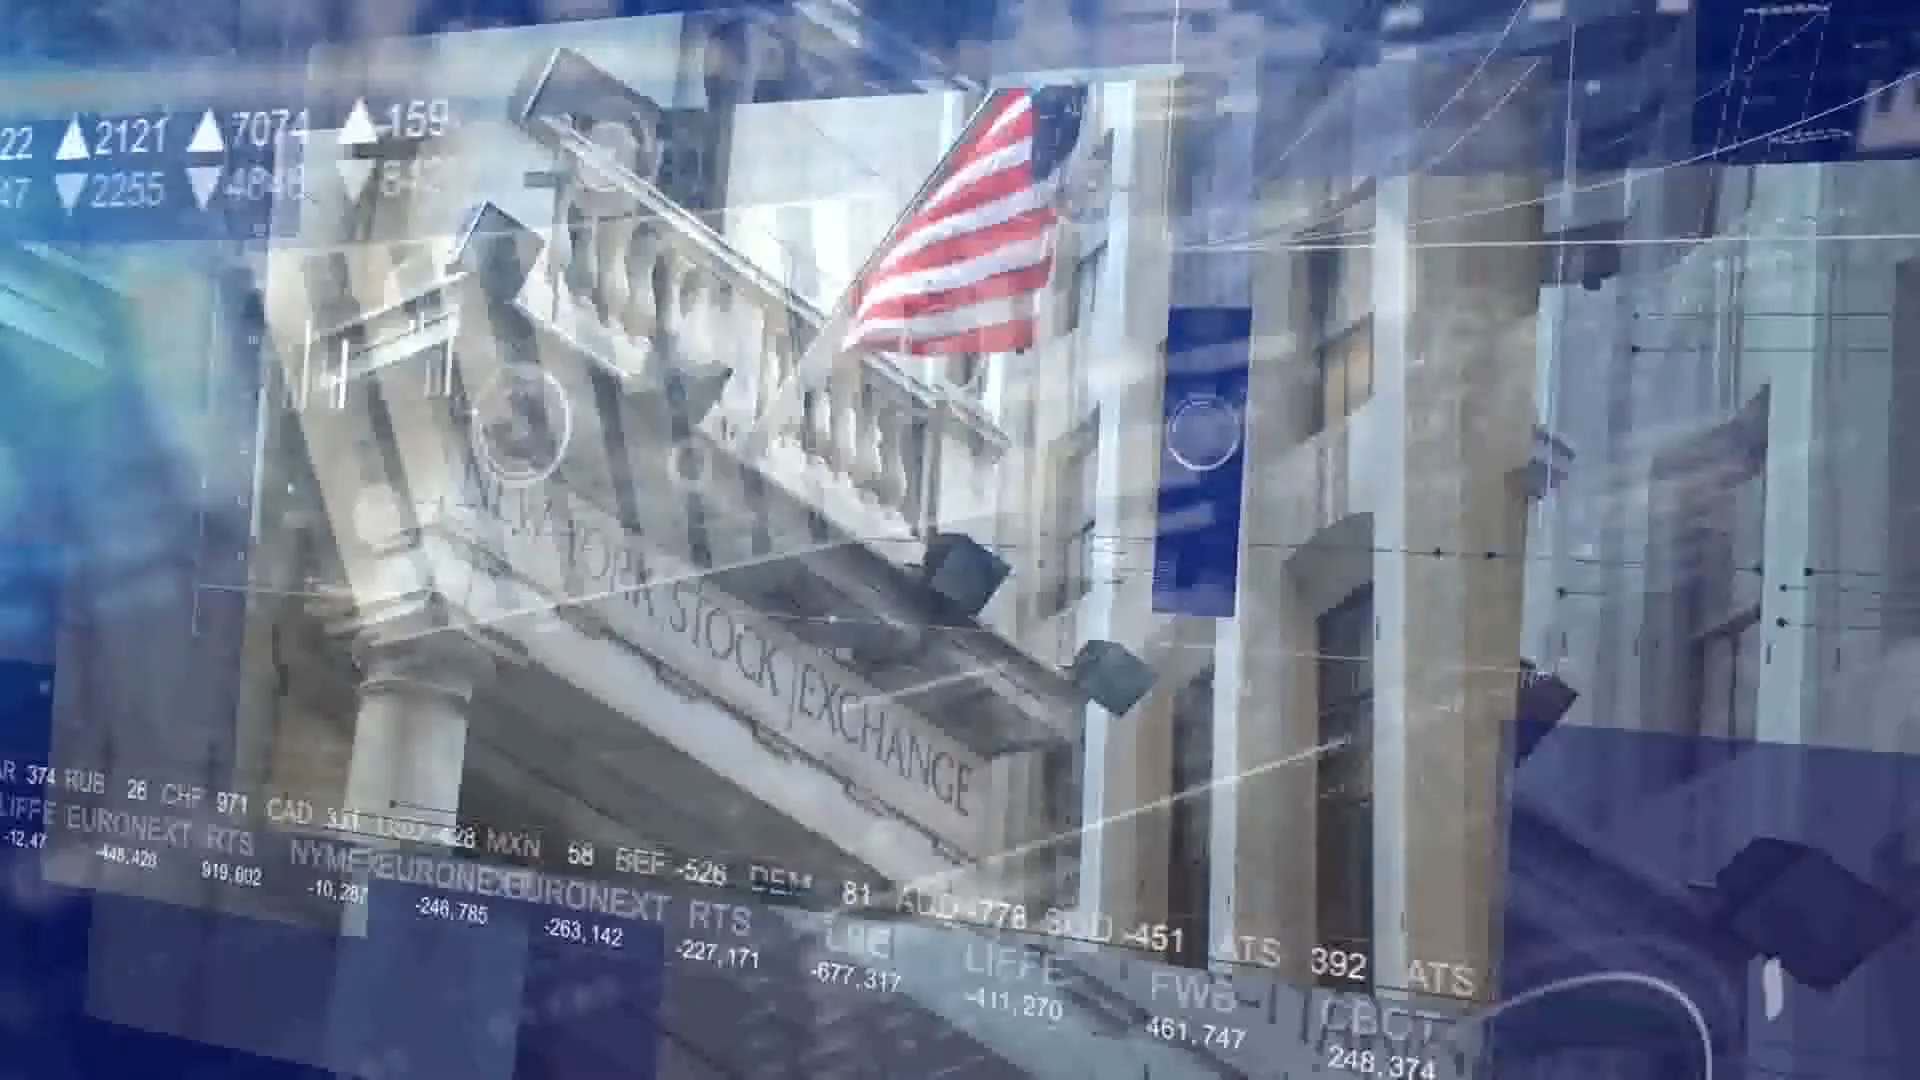 22 ▲2121 ▲7074 ▲159
47 ▼2255 ▼4846
NEW YORK STOCK EXCHANGE
AR 374 RUB 26 CHF 971 CAD 331 MXN 58 BEF -526 DEM 81 AUD -778 -451 ATS 392 ATS
LIFFE EURONEXT RTS NYMEX EURONEXT EURONEXT RTS LIFFE FWB CBOT
-12,47 -448,428 919,602 -10,287 -246,785 -263,142 -227,171 -677,317 -411,270 461,747 248,374